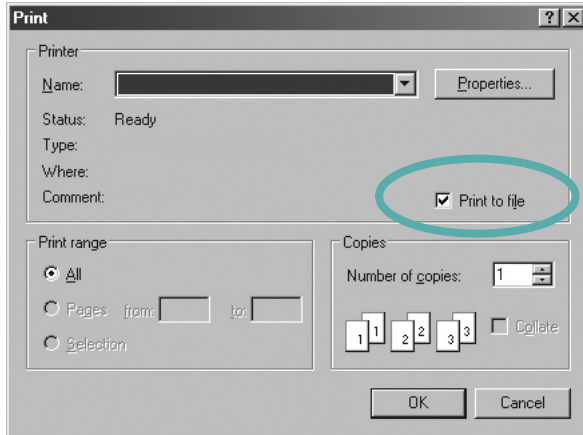 Print
Printer
Name:
Properties...
Status: Ready
Type:
Where:
Comment:
Print to file
Print range
All
Pages from: to:
Selection
Copies
Number of copies: 1
1 1 2 2 3 3
Collate
OK Cancel